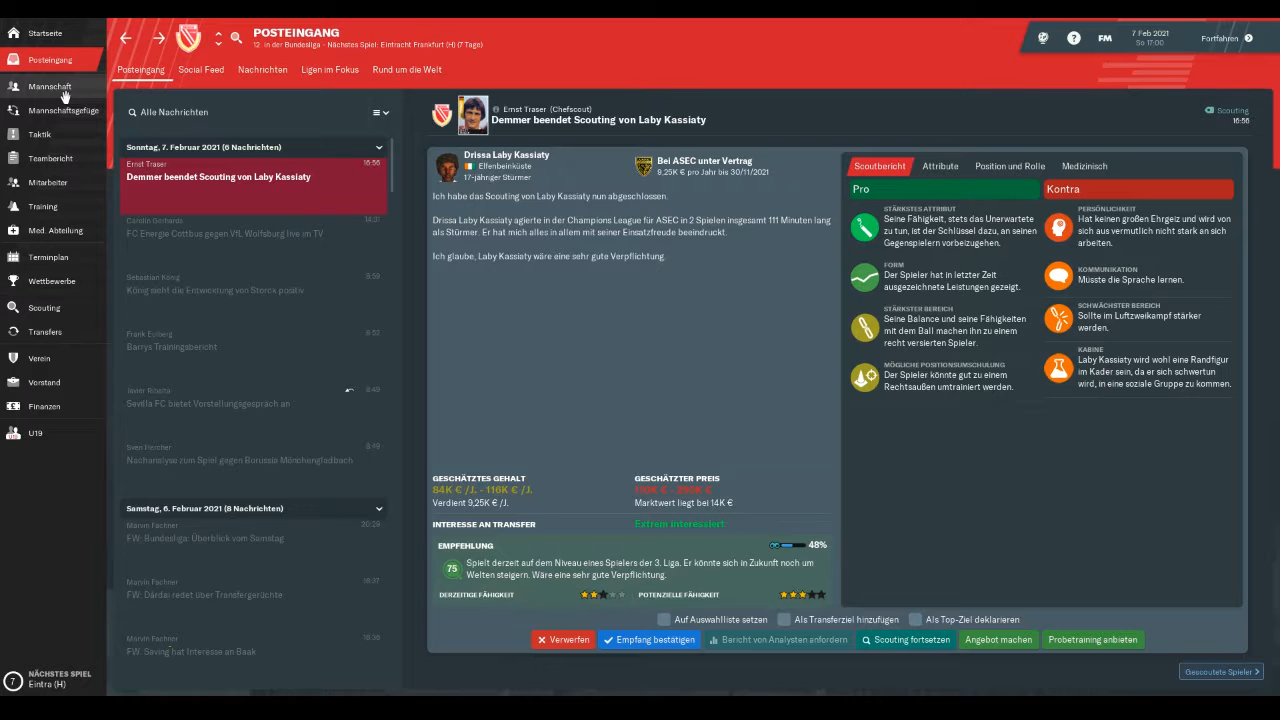 Startseite
Posteingang
Mannschaft
Mannschaftsgefüge
Taktik
Teambericht
Mitarbeiter
Training
Med. Abteilung
Terminplan
Wettbewerbe
Scouting
Transfers
Verein
Vorstand
Finanzen
U19
7
NÄCHSTES SPIEL
Eintra (H)
POSTEINGANG
12. in der Bundesliga - Nächstes Spiel: Eintracht Frankfurt (H) (7 Tage)
FM
7 Feb 2021
So 17:00
Fortfahren
Posteingang
Social Feed
Nachrichten
Ligen im Fokus
Rund um die Welt
Alle Nachrichten
Sonntag, 7. Februar 2021 (6 Nachrichten)
Ernst Traser 16:56
Demmer beendet Scouting von Laby Kassiaty
14:31
FC Energie Cottbus gegen VfL Wolfsburg live im TV
Sebastian König 8:59
König sieht die Entwicklung von Storck positiv
Frank Eulberg 8:52
Barrys Trainingsbericht
Javier Ribalta 8:49
Sevilla FC bietet Vorstellungsgespräch an
Sven Hercher 8:49
Nachanalyse zum Spiel gegen Borussia Mönchengladbach
Samstag, 6. Februar 2021 (8 Nachrichten)
Marvin Fachner 20:29
FW: Bundesliga: Überblick vom Samstag
Marvin Fachner 18:37
FW: Dárdai redet über Transfergerüchte
Marvin Fachner 18:36
FW: Saving hat Interesse an Baak
Ernst Traser (Chefscout)
Demmer beendet Scouting von Laby Kassiaty
Scouting
16:56
Drissa Laby Kassiaty
Elfenbeinküste
17-jähriger Stürmer
Bei ASEC unter Vertrag
9,25K € pro Jahr bis 30/11/2021
Ich habe das Scouting von Laby Kassiaty nun abgeschlossen.
Drissa Laby Kassiaty agierte in der Champions League für ASEC in 2 Spielen insgesamt 111 Minuten lang
als Stürmer. Er hat mich alles in allem mit seiner Einsatzfreude beeindruckt.
Ich glaube, Laby Kassiaty wäre eine sehr gute Verpflichtung.
GESCHÄTZTES GEHALT
84K € /J. - 116K € /J.
Verdient 9,25K € /J.
GESCHÄTZTER PREIS
Marktwert liegt bei 14K €
INTERESSE AN TRANSFER
Extrem interessiert
EMPFEHLUNG
48%
75
Spielt derzeit auf dem Niveau eines Spielers der 3. Liga. Er könnte sich in Zukunft noch um
Welten steigern. Wäre eine sehr gute Verpflichtung.
DERZEITIGE FÄHIGKEIT
POTENZIELLE FÄHIGKEIT
Scoutbericht
Attribute
Position und Rolle
Medizinisch
Pro
STÄRKSTES ATTRIBUT
Seine Fähigkeit, stets das Unerwartete
zu tun, ist der Schlüssel dazu, an seinen
Gegenspielern vorbeizugehen.
FORM
Der Spieler hat in letzter Zeit
ausgezeichnete Leistungen gezeigt.
STÄRKSTER BEREICH
Seine Balance und seine Fähigkeiten
mit dem Ball machen ihn zu einem
recht versierten Spieler.
MÖGLICHE POSITIONSUMSCHULUNG
Der Spieler könnte gut zu einem
Rechtsaußen umtrainiert werden.
Kontra
PERSÖNLICHKEIT
Hat keinen großen Ehrgeiz und wird von
sich aus vermutlich nicht stark an sich
arbeiten.
KOMMUNIKATION
Müsste die Sprache lernen.
SCHWÄCHSTER BEREICH
Sollte im Luftzweikampf stärker
werden.
KABINE
Laby Kassiaty wird wohl eine Randfigur
im Kader sein, da er sich schwertun
wird, in eine soziale Gruppe zu kommen.
Auf Auswahlliste setzen
Als Transferziel hinzufügen
Als Top-Ziel deklarieren
Verwerfen
Empfang bestätigen
Bericht von Analysten anfordern
Scouting fortsetzen
Angebot machen
Probetraining anbieten
Gescoutete Spieler